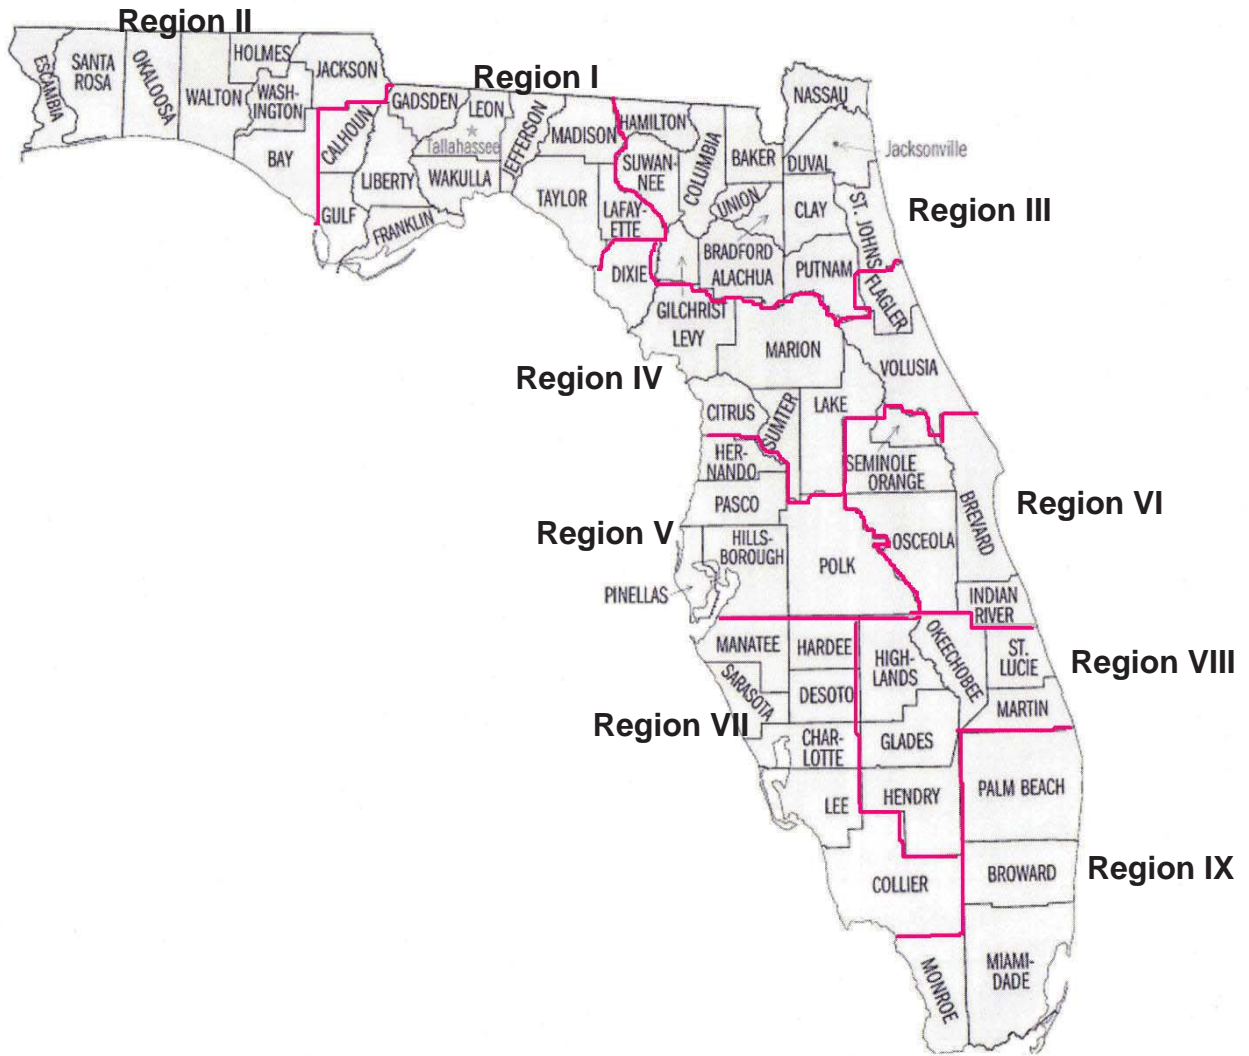 Region II
ESCAMBIA
SANTA
ROSA
OKALOOSA
WALTON
HOLMES
WASH-
INGTON
JACKSON
BAY
Region I
CALHOUN
GADSDEN
LEON
Tallahassee
JEFFERSON
MADISON
LIBERTY
WAKULLA
GULF
FRANKLIN
TAYLOR
LAFAY-
ETTE
HAMILTON
SUWAN-
NEE
COLUMBIA
BAKER
NASSAU
DUVAL
Jacksonville
UNION
CLAY
ST. JOHNS
Region III
BRADFORD
ALACHUA
PUTNAM
FLAGLER
DIXIE
GILCHRIST
LEVY
MARION
VOLUSIA
Region IV
CITRUS
SUMTER
LAKE
HER-
NANDO
SEMINOLE
ORANGE
PASCO
BREVARD
Region VI
Region V
HILLS-
BOROUGH
POLK
OSCEOLA
PINELLAS
INDIAN
RIVER
MANATEE
HARDEE
HIGH-
LANDS
OKEECHOBEE
ST.
LUCIE
Region VIII
SARASOTA
DESOTO
MARTIN
Region VII
CHAR-
LOTTE
GLADES
LEE
HENDRY
PALM BEACH
COLLIER
BROWARD
Region IX
MONROE
MIAMI-
DADE